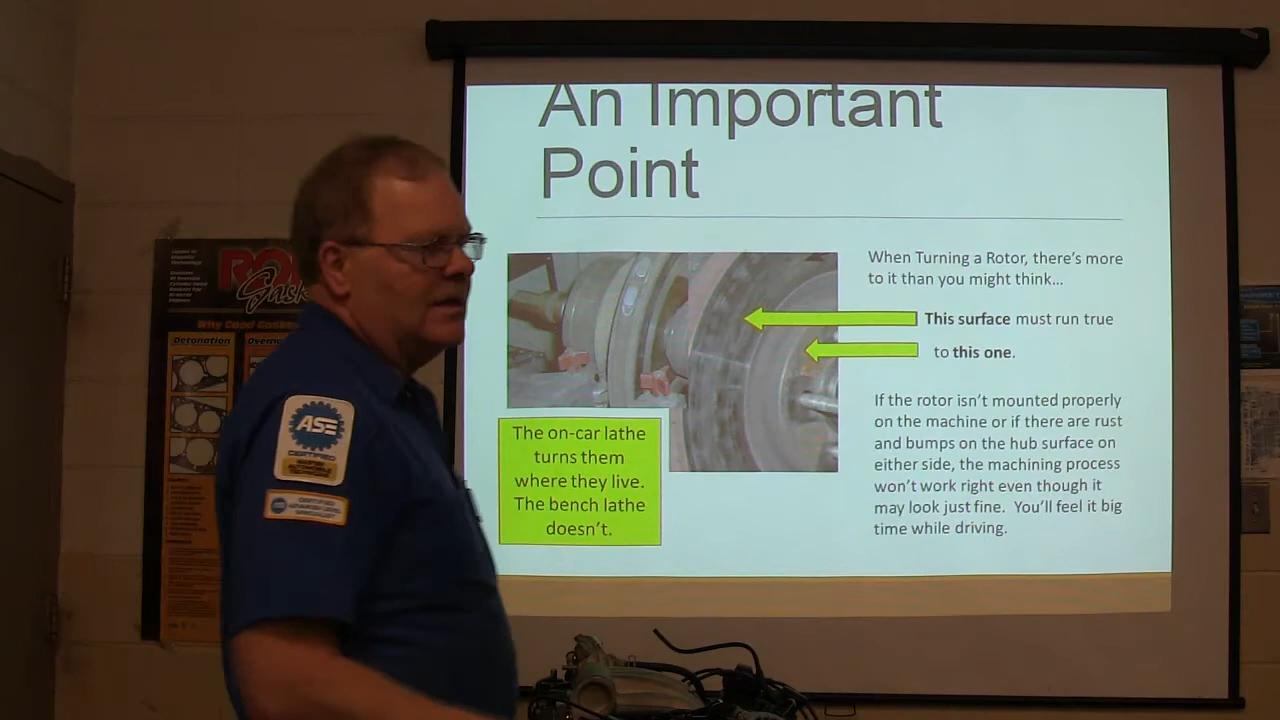 An Important
Point
When Turning a Rotor, there's more
to it than you might think...
This surface must run true
to this one.
If the rotor isn't mounted properly
on the machine or if there are rust
and bumps on the hub surface on
either side, the machining process
won't work right even though it
may look just fine. You'll feel it big
time while driving.
The on-car lathe
turns them
where they live.
The bench lathe
doesn't.
Why Good Gaske
Detonation
ASE
CERTIFIED